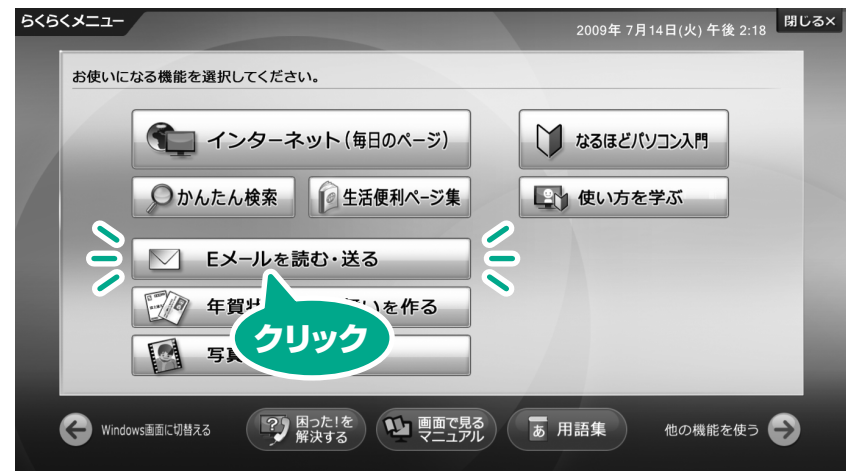 らくらくメニュー
2009年 7月14日(火) 午後 2:18
閉じる×
お使いになる機能を選択してください。
インターネット(毎日のページ)
なるほどパソコン入門
かんたん検索
生活便利ページ集
使い方を学ぶ
Eメールを読む・送る
年賀状 いを作る
クリック
写真
Windows画面に切替える
困った!を
解決する
画面で見る
マニュアル
用語集
他の機能を使う